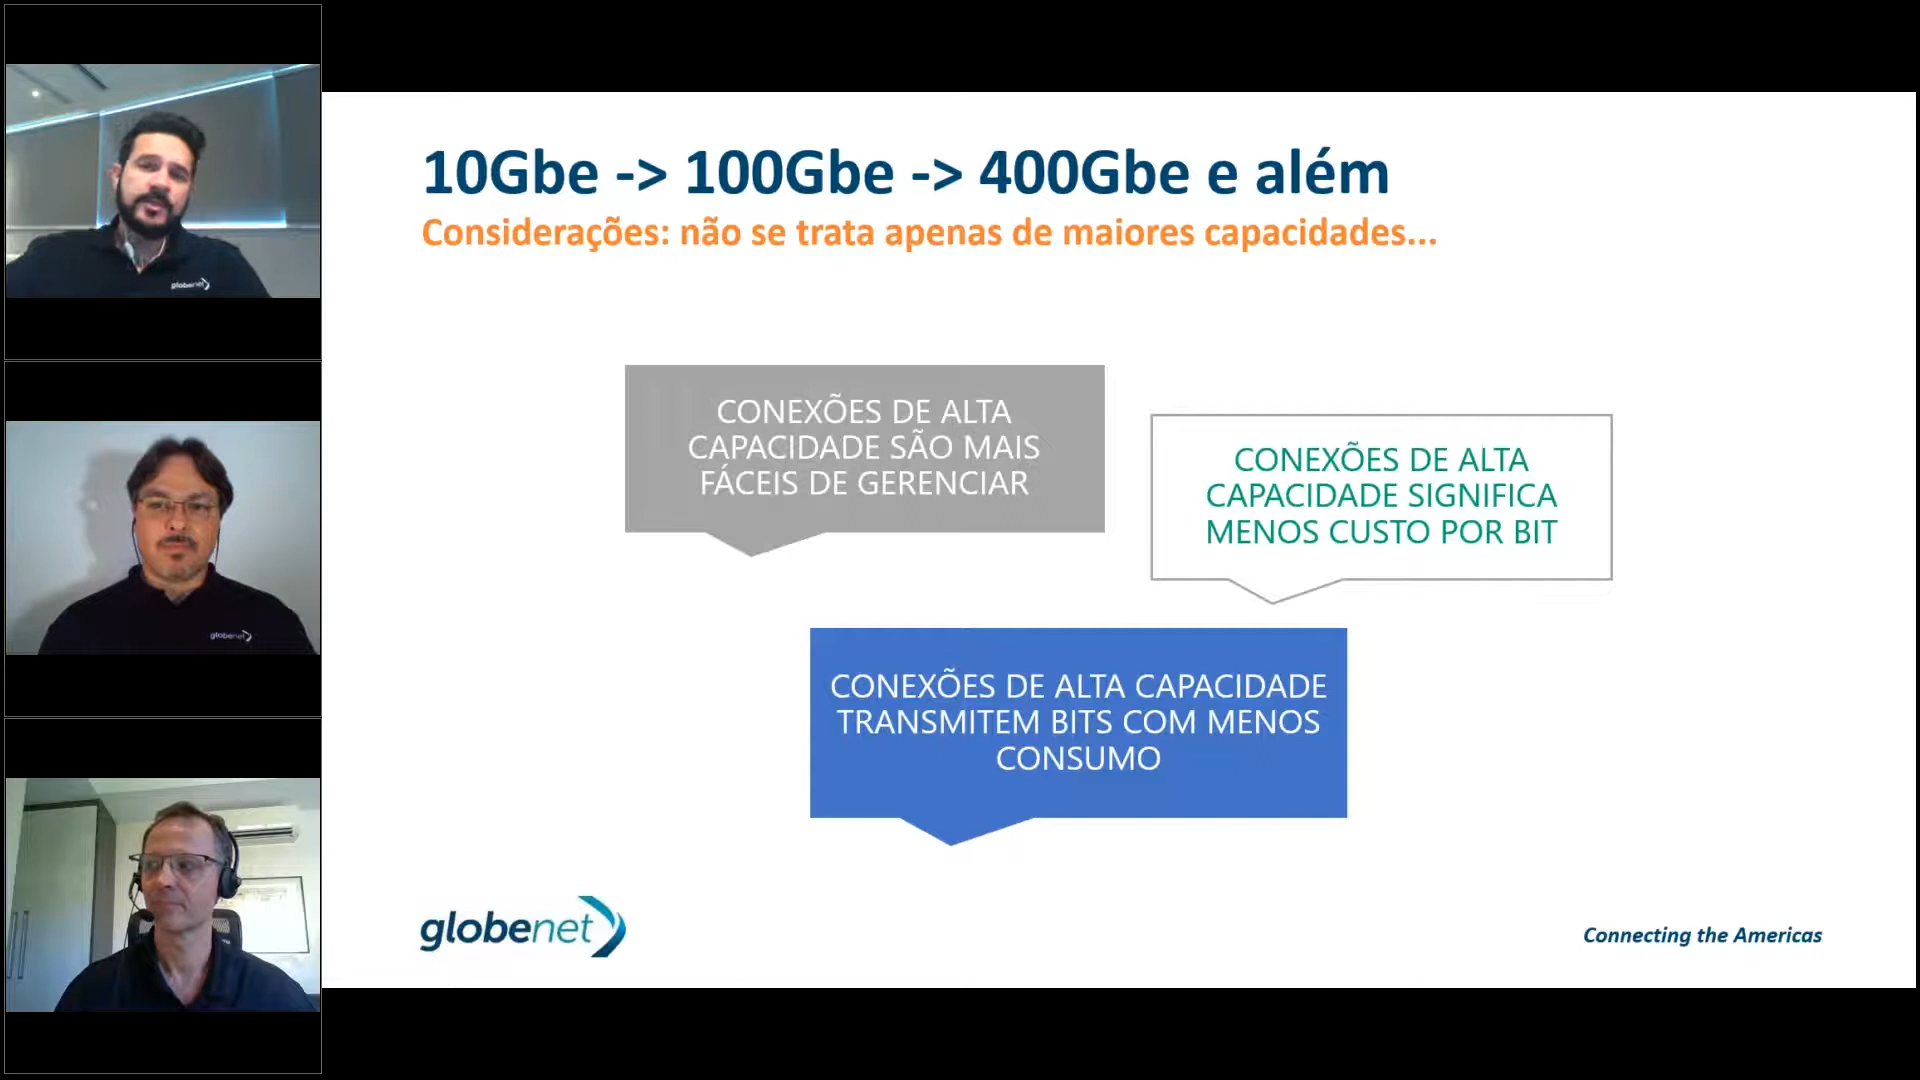 10Gbe -> 100Gbe -> 400Gbe e além
Considerações: não se trata apenas de maiores capacidades...
CONEXÕES DE ALTA
CAPACIDADE SÃO MAIS
FÁCEIS DE GERENCIAR
CONEXÕES DE ALTA
CAPACIDADE SIGNIFICA
MENOS CUSTO POR BIT
CONEXÕES DE ALTA CAPACIDADE
TRANSMITEM BITS COM MENOS
CONSUMO
globenet
Connecting the Americas
globenet
globenet